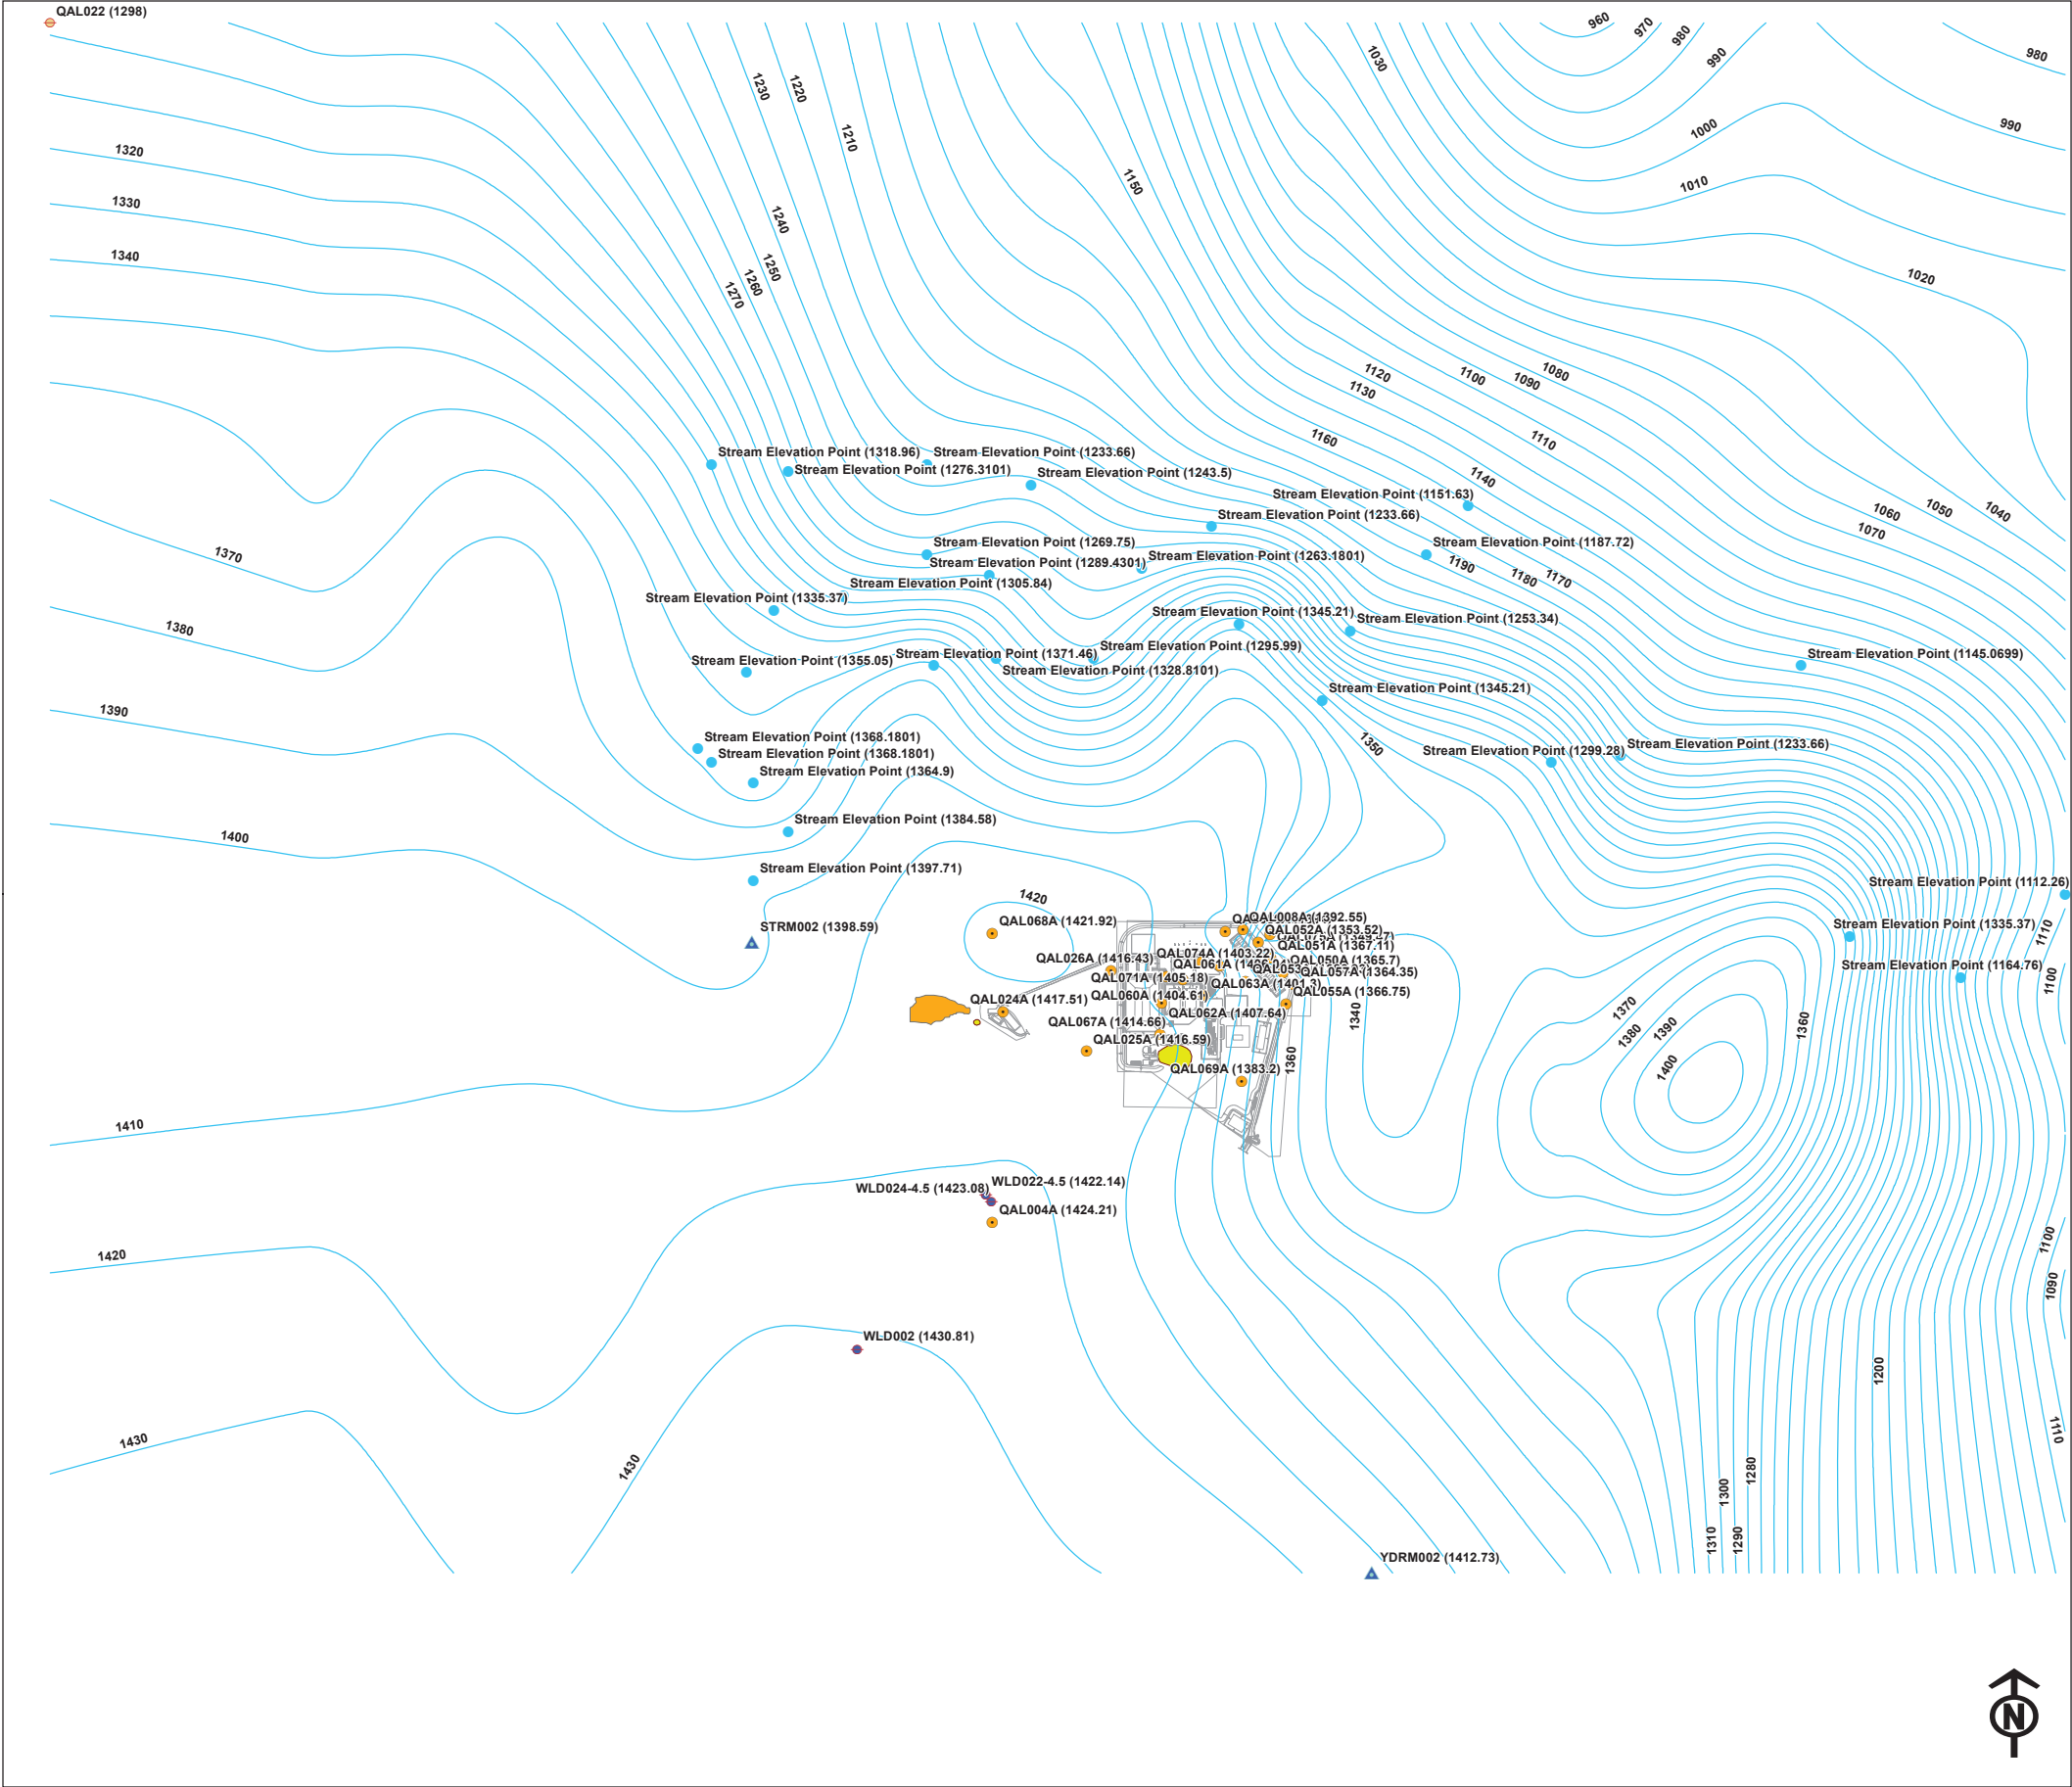 QAL022 (1298)
960
970
980
990
980
1030
1230
1220
1210
1000
990
1320
1150
1010
1330
1240
1340
1250
1260
1270
1020
1120
1100
1090
1080
1130
1160
1110
Stream Elevation Point (1318.96)
Stream Elevation Point (1233.66)
Stream Elevation Point (1276.3101)
Stream Elevation Point (1243.5)
1140
Stream Elevation Point (1151.63)
1060
1050
1040
1070
Stream Elevation Point (1233.66)
Stream Elevation Point (1269.75)
Stream Elevation Point (1187.72)
1370
Stream Elevation Point (1289.4301)
Stream Elevation Point (1263.1801)
1190
1180
1170
Stream Elevation Point (1305.84)
Stream Elevation Point (1335.37)
Stream Elevation Point (1345.21)
Stream Elevation Point (1253.34)
1380
Stream Elevation Point (1355.05)
Stream Elevation Point (1371.46)
Stream Elevation Point (1295.99)
Stream Elevation Point (1145.0699)
Stream Elevation Point (1328.8101)
Stream Elevation Point (1345.21)
1390
Stream Elevation Point (1368.1801)
1350
Stream Elevation Point (1368.1801)
Stream Elevation Point (1299.28)
Stream Elevation Point (1233.66)
Stream Elevation Point (1364.9)
Stream Elevation Point (1384.58)
1400
Stream Elevation Point (1397.71)
Stream Elevation Point (1112.26)
1420
QAL068A (1421.92)
QAL008A (1392.55)
STRM002 (1398.59)
QAL052A (1353.52)
Stream Elevation Point (1335.37)
1110
QAL051A (1367.11)
QAL026A (1416.43)
QAL074A (1403.22)
QAL050A (1365.7)
QAL061A
QAL057A (1364.35)
Stream Elevation Point (1164.76)
QAL071A (1405.18)
QAL063A (1401.3)
1100
QAL055A (1366.75)
QAL060A (1404.61)
QAL024A (1417.51)
QAL062A (1407.64)
1370
1340
QAL067A (1414.66)
1390
1380
1360
QAL025A (1416.59)
1360
QAL069A (1383.2)
1400
1410
WLD022-4.5 (1422.14)
WLD024-4.5 (1423.08)
QAL004A (1424.21)
1420
1100
1090
WLD002 (1430.81)
1200
1430
1430
1110
1280
1300
1310
1290
YDRM002 (1412.73)
N